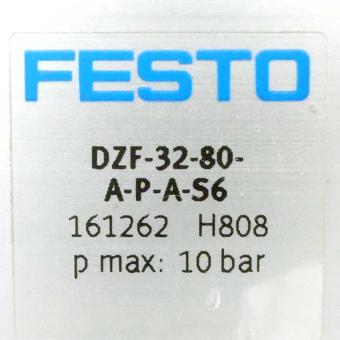 FESTO
DZF-32-80-
A-P-A-S6
161262 H808
p max: 10 bar